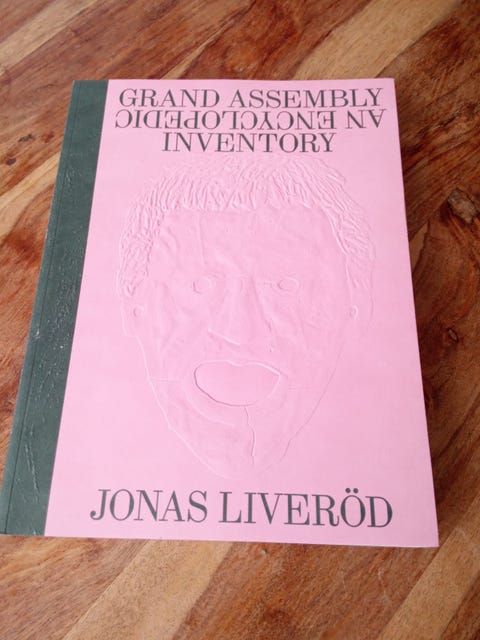 GRAND ASSEMBLY
AN ENCYCLOPEDIC
INVENTORY
JONAS LIVERÖD